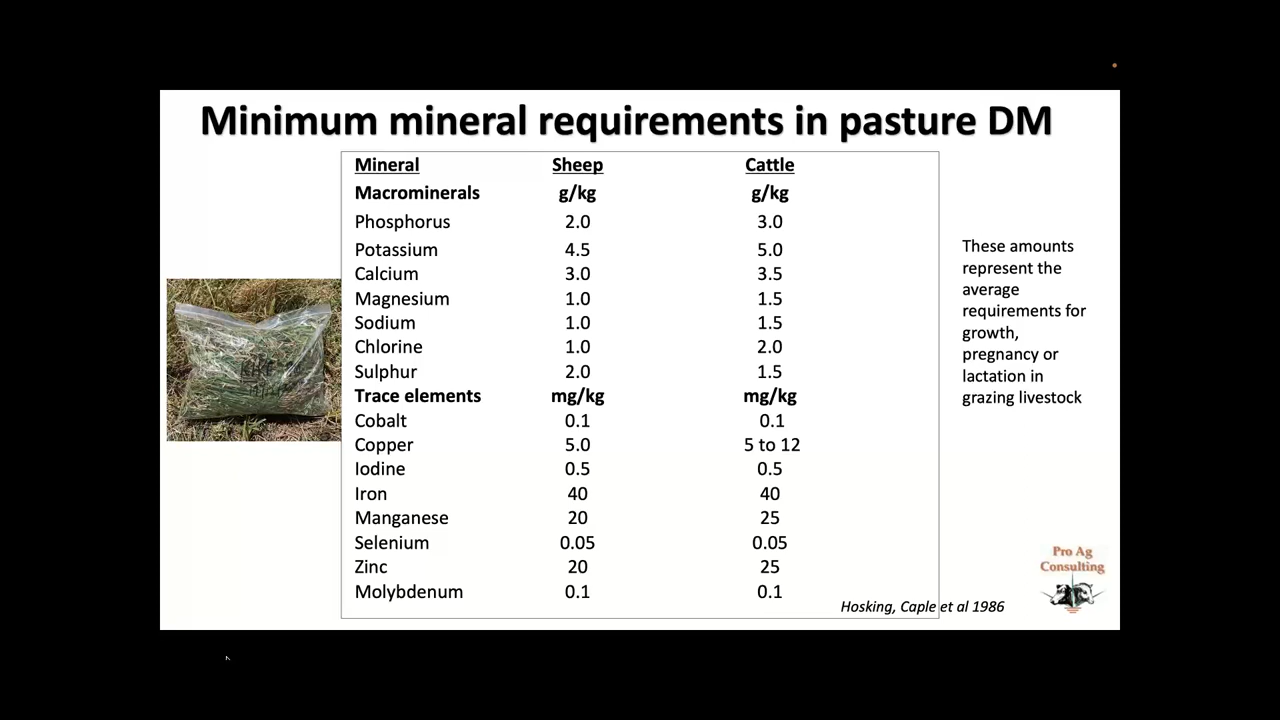 Minimum mineral requirements in pasture DM
Mineral Sheep Cattle
Macrominerals g/kg g/kg
Phosphorus 2.0 3.0
Potassium 4.5 5.0
Calcium 3.0 3.5
Magnesium 1.0 1.5
Sodium 1.0 1.5
Chlorine 1.0 2.0
Sulphur 2.0 1.5
Trace elements mg/kg mg/kg
Cobalt 0.1 0.1
Copper 5.0 5 to 12
Iodine 0.5 0.5
Iron 40 40
Manganese 20 25
Selenium 0.05 0.05
Zinc 20 25
Molybdenum 0.1 0.1
These amounts
represent the
average
requirements for
growth,
pregnancy or
lactation in
grazing livestock
Hosking, Caple et al 1986
Pro Ag
Consulting